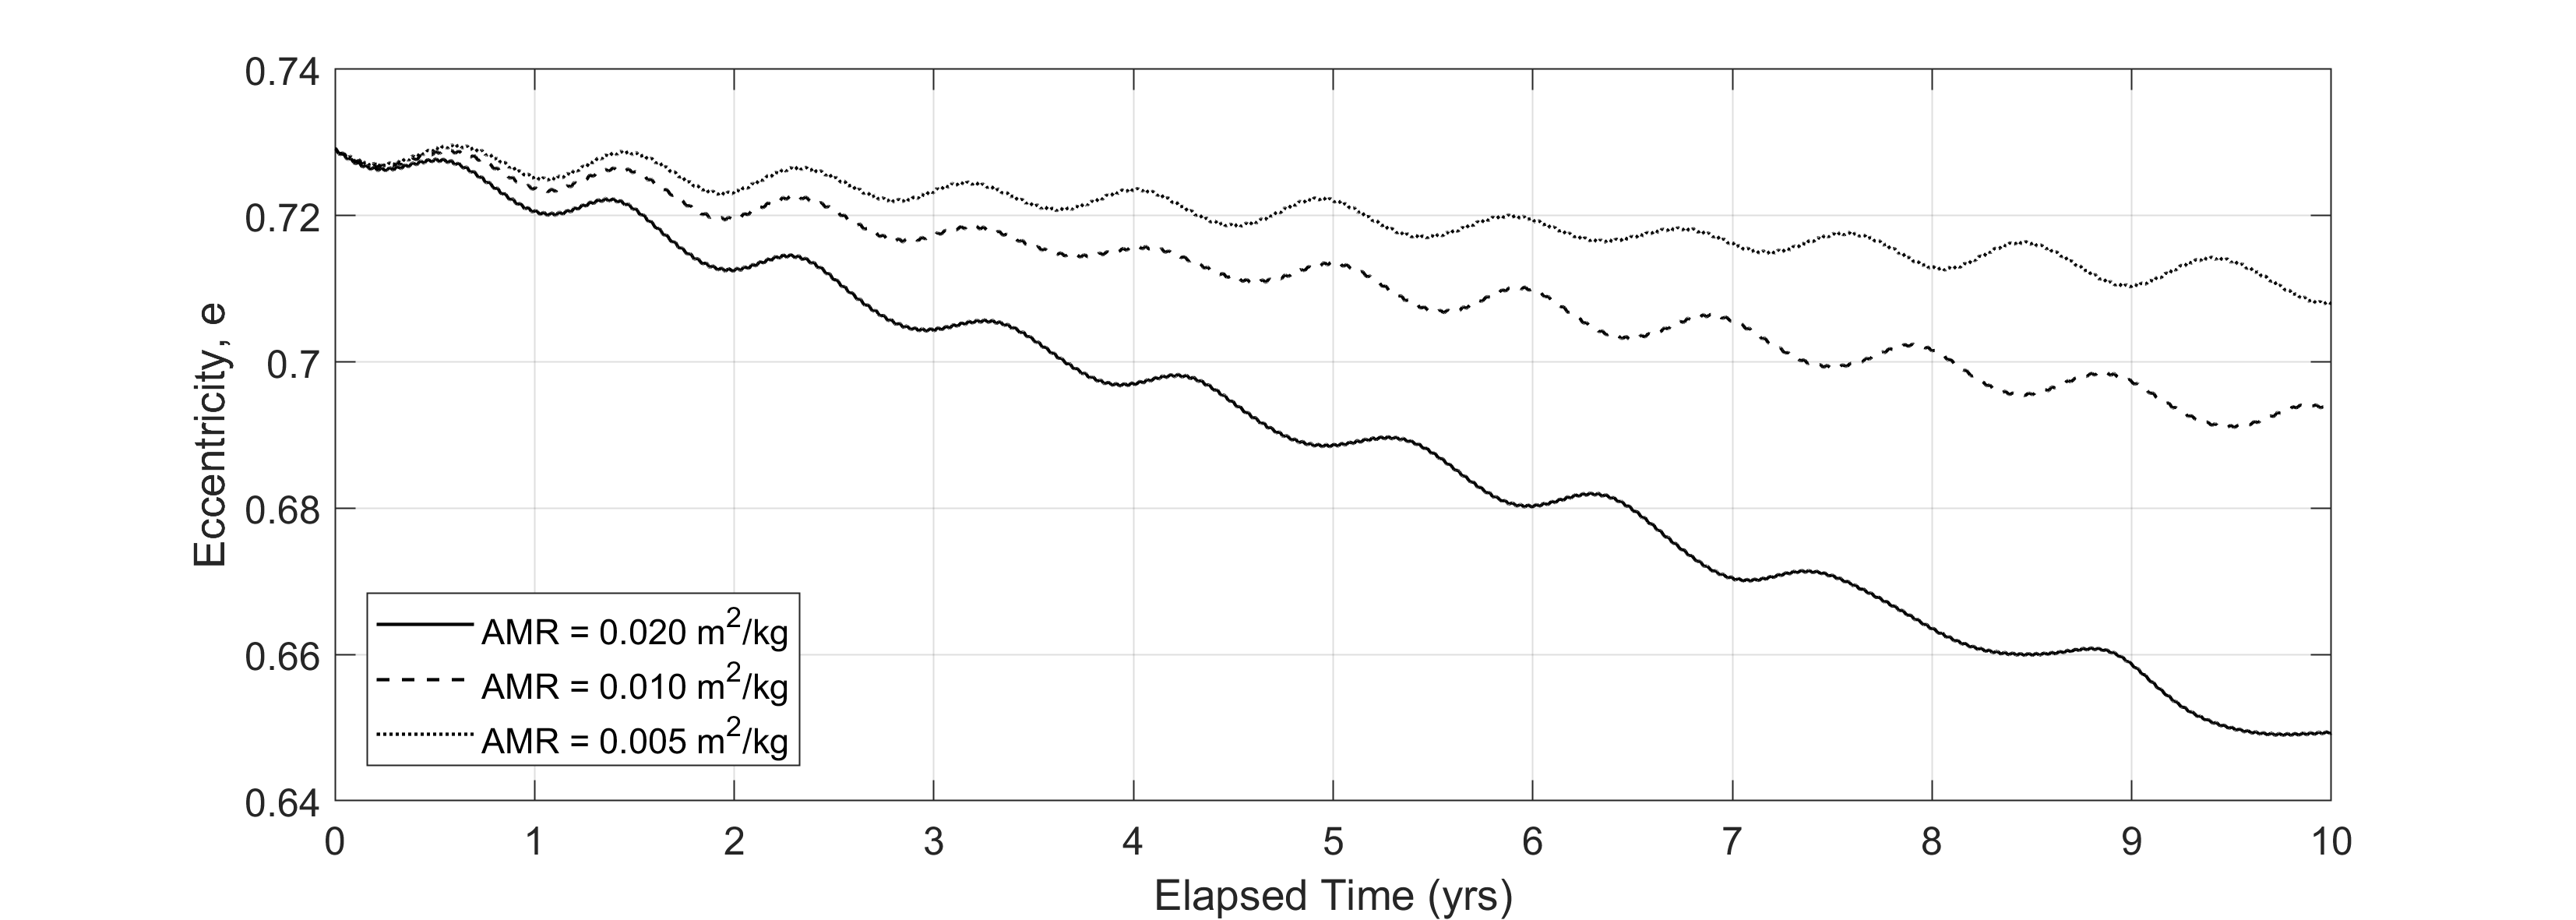 0.74
0.72
0.7
0.68
0.66
0.64
Eccentricity, e
AMR = 0.020 m²/kg
AMR = 0.010 m²/kg
AMR = 0.005 m²/kg
0 1 2 3 4 5 6 7 8 9 10
Elapsed Time (yrs)